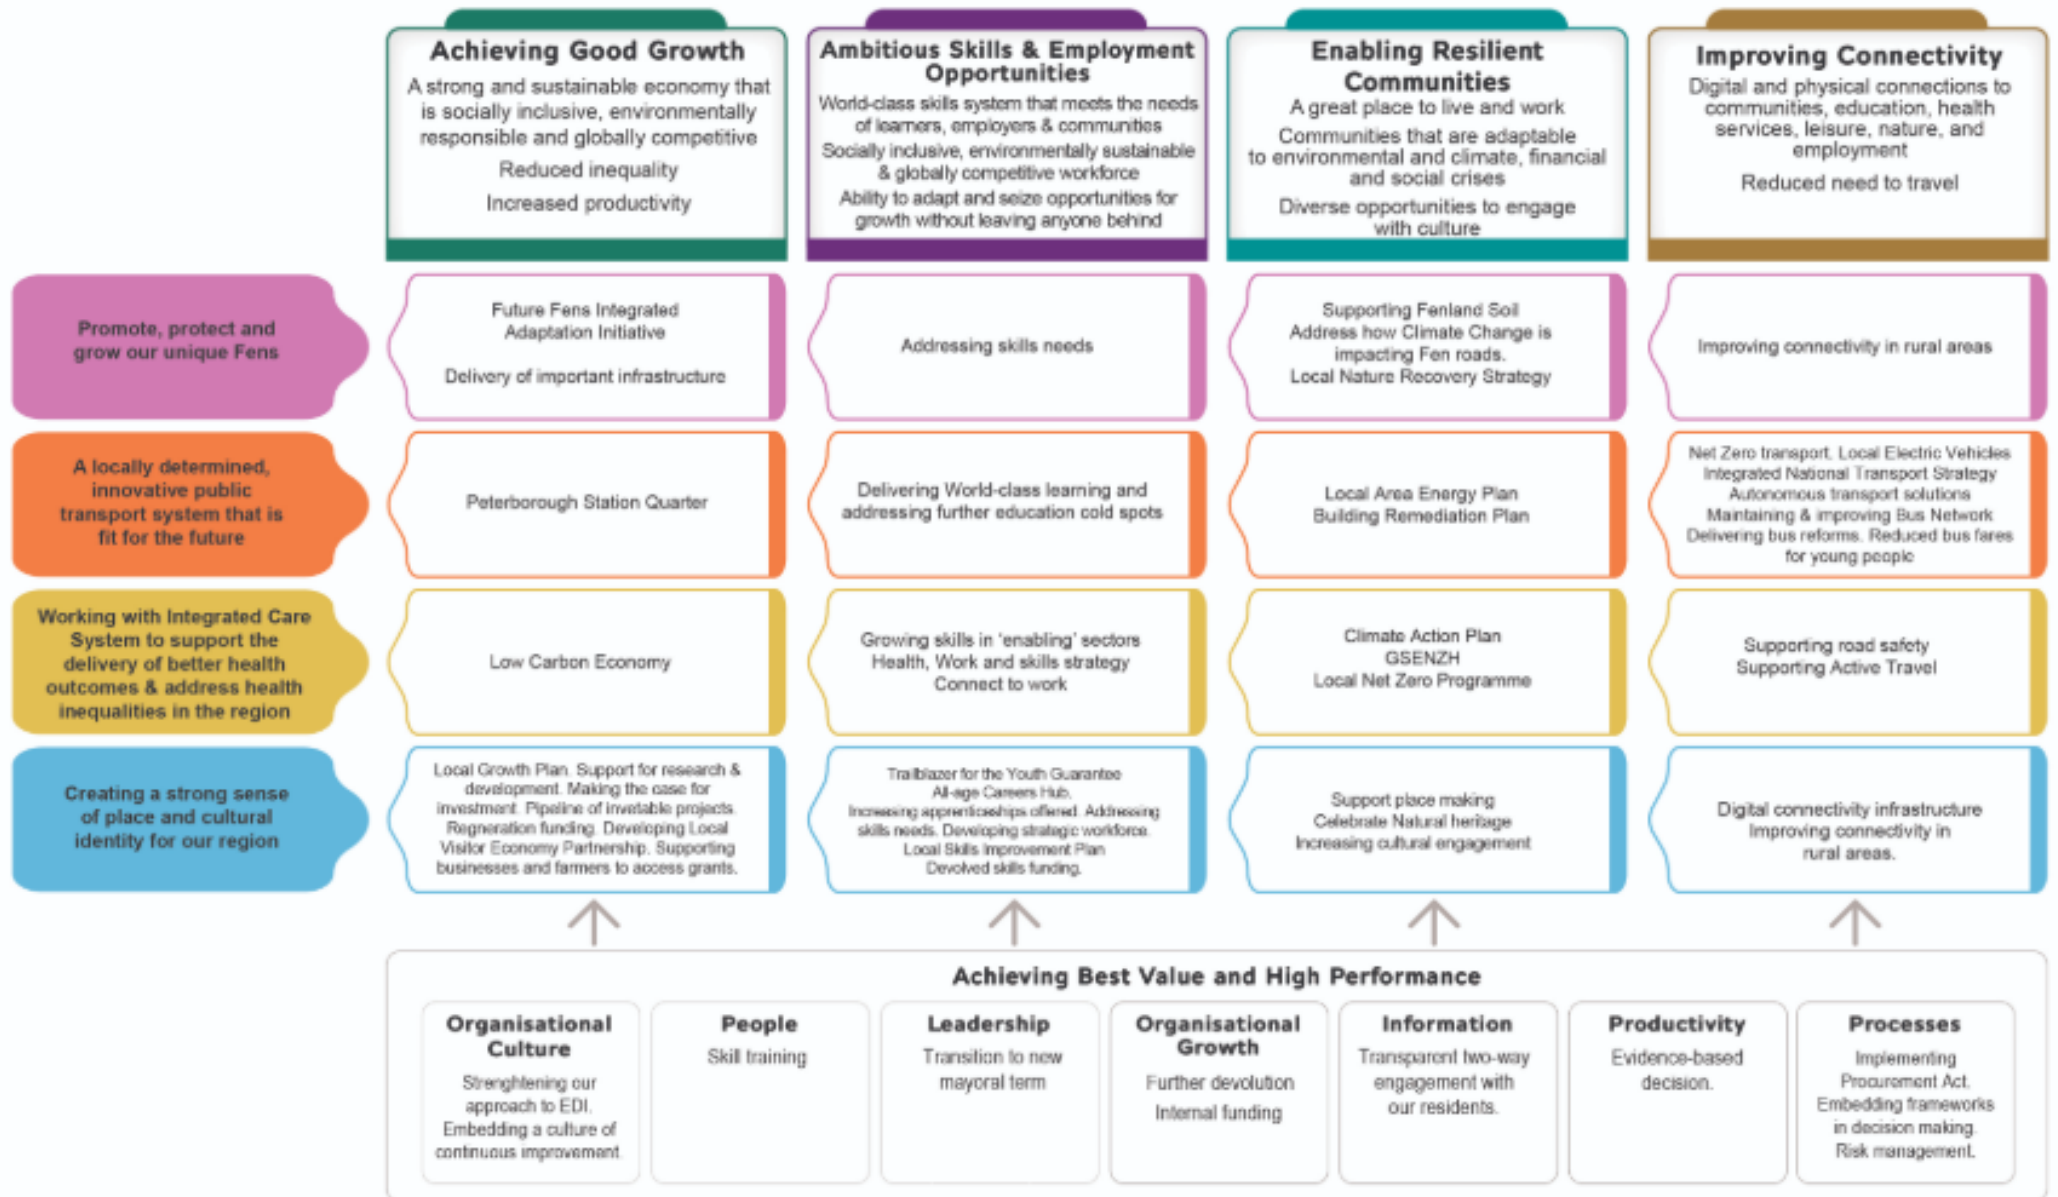 Achieving Good Growth
A strong and sustainable economy that
is socially inclusive, environmentally
responsible and globally competitive
Reduced inequality
Increased productivity
Ambitious Skills & Employment
Opportunities
World-class skills system that meets the needs
of learners, employers & communities
Socially inclusive, environmentally sustainable
& globally competitive workforce
Ability to adapt and seize opportunities for
growth without leaving anyone behind
Enabling Resilient
Communities
A great place to live and work
Communities that are adaptable
to environmental and climate, financial
and social crises
Diverse opportunities to engage
with culture
Improving Connectivity
Digital and physical connections to
communities, education, health
services, leisure, nature, and
employment
Reduced need to travel
Promote, protect and
grow our unique Fens
Future Fens Integrated
Adaptation Initiative
Delivery of important infrastructure
Addressing skills needs
Supporting Fenland Soil
Address how Climate Change is
impacting Fen roads.
Local Nature Recovery Strategy
Improving connectivity in rural areas
A locally determined,
innovative public
transport system that is
fit for the future
Peterborough Station Quarter
Delivering World-class learning and
addressing further education cold spots
Local Area Energy Plan
Building Remediation Plan
Net Zero transport. Local Electric Vehicles
Integrated National Transport Strategy
Autonomous transport solutions
Maintaining & improving Bus Network
Delivering bus reforms. Reduced bus fares
for young people
Working with Integrated Care
System to support the
delivery of better health
outcomes & address health
inequalities in the region
Low Carbon Economy
Growing skills in 'enabling' sectors
Health, Work and skills strategy
Connect to work
Climate Action Plan
GSENZH
Local Net Zero Programme
Supporting road safety
Supporting Active Travel
Creating a strong sense
of place and cultural
identity for our region
Local Growth Plan. Support for research &
development. Making the case for
investment. Pipeline of invetable projects.
Regneration funding. Developing Local
Visitor Economy Partnership. Supporting
businesses and farmers to access grants.
Trailblazer for the Youth Guarantee
All-age Careers Hub.
Increasing apprenticeships offered. Addressing
skills needs. Developing strategic workforce.
Local Skills Improvement Plan
Devolved skills funding.
Support place making
Celebrate Natural heritage
Increasing cultural engagement
Digital connectivity infrastructure
Improving connectivity in
rural areas.
Achieving Best Value and High Performance
Organisational
Culture
Strenghtening our
approach to EDI.
Embedding a culture of
continuous improvement.
People
Skill training
Leadership
Transition to new
mayoral term
Organisational
Growth
Further devolution
Internal funding
Information
Transparent two-way
engagement with
our residents.
Productivity
Evidence-based
decision.
Processes
Implementing
Procurement Act.
Embedding frameworks
in decision making.
Risk management.